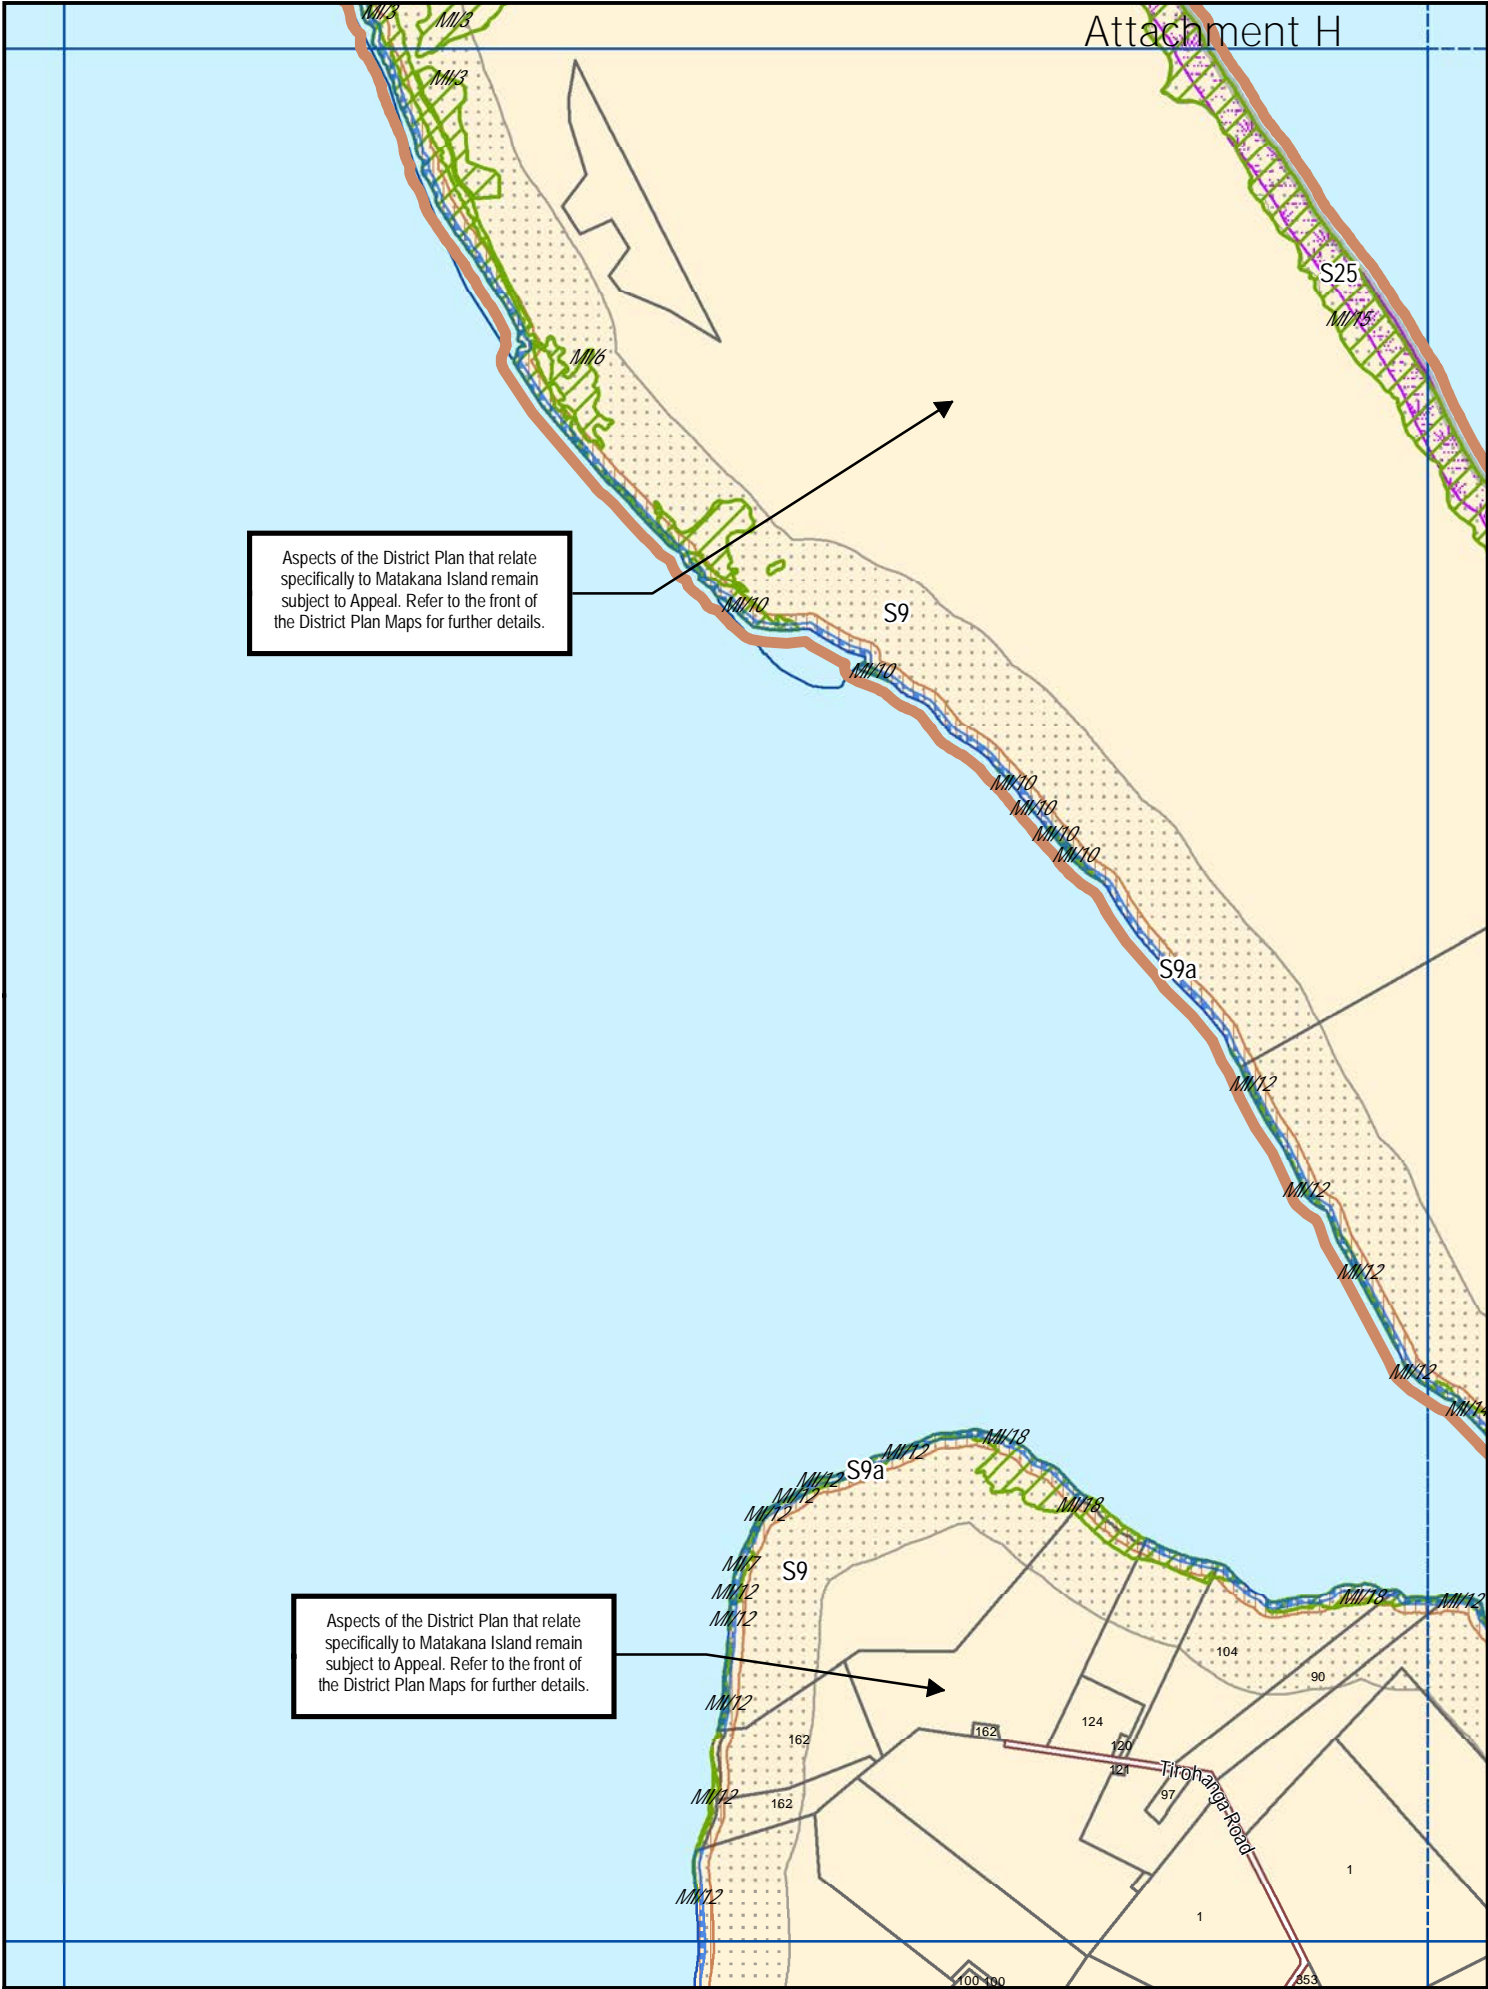 Attachment H
MI/3
MI/3
MI/3
S25
MI/15
MI/6
Aspects of the District Plan that relate
specifically to Matakana Island remain
subject to Appeal. Refer to the front of
the District Plan Maps for further details.
MI/10
S9
MI/10
MI/10
MI/10
MI/10
MI/10
S9a
MI/12
MI/12
MI/12
MI/12
MI/14
MI/18
MI/12
S9a
MI/12
MI/12
MI/18
MI/12
MI/7
S9
MI/12
MI/18
MI/12
MI/12
Aspects of the District Plan that relate
specifically to Matakana Island remain
subject to Appeal. Refer to the front of
the District Plan Maps for further details.
104
90
MI/12
124
162
162
120
121
Tirohanga Road
97
MI/12
162
1
MI/12
1
100
100
353